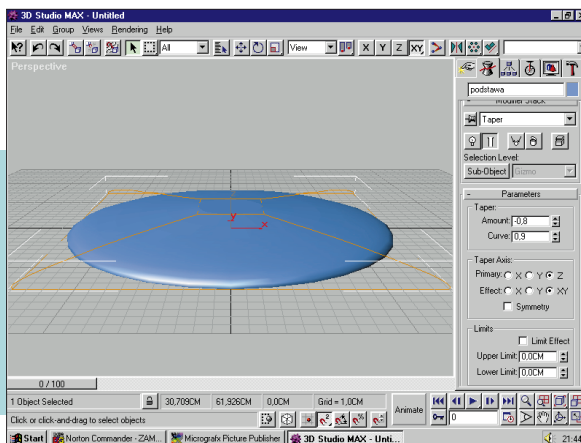 3D Studio MAX - Untitled
File Edit Group Views Rendering Help
All View X Y Z XY
Perspective
podstawa
Modifier Stack
Taper
Selection Level:
Sub-Object Gizmo
- Parameters
Taper:
Amount: -0,8
Curve: 0,9
Taper Axis:
Primary: X Y Z
Effect: X Y XY
Symmetry
Limits
Limit Effect
Upper Limit: 0,0CM
Lower Limit: 0,0CM
y
x
0 / 100
1 Object Selected 30,709CM 61,926CM 0,0CM Grid = 1,0CM
Animate
0
Click or click-and-drag to select objects
Start Norton Commander - ZAM... Micrografx Picture Publisher 3D Studio MAX - Unti... 21:44